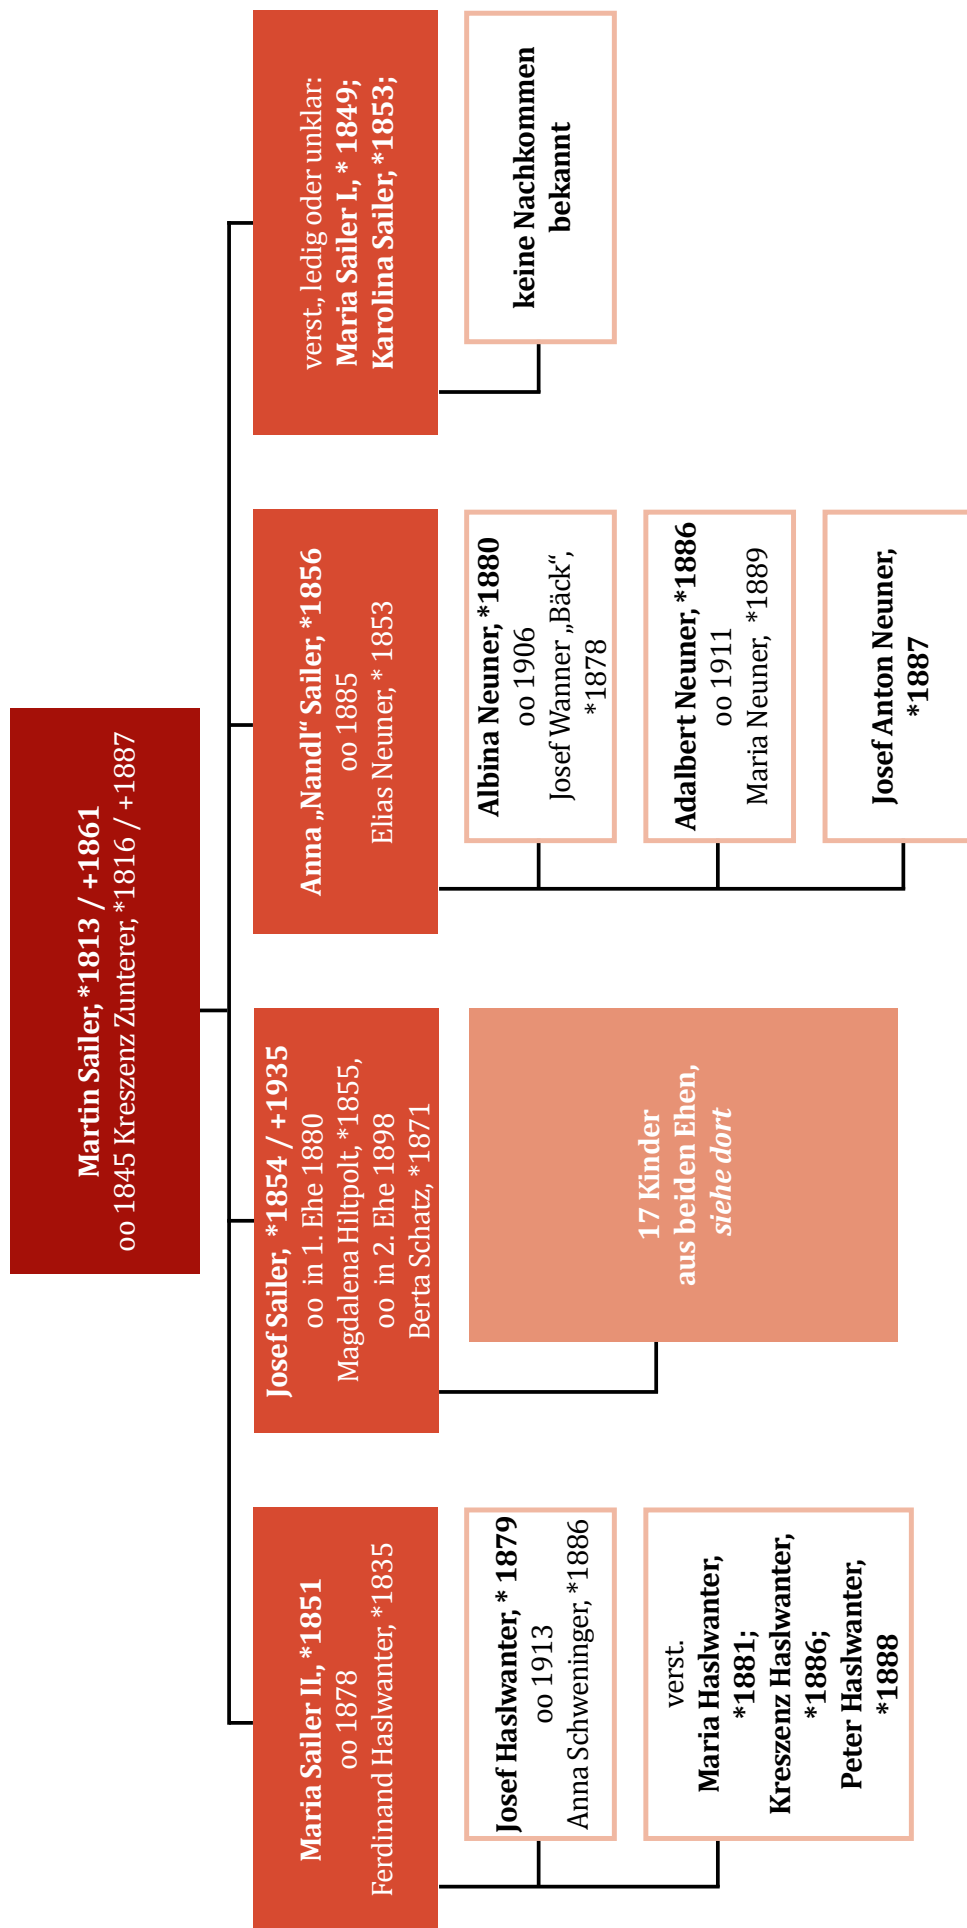 Martin Sailer, *1813 / +1861
oo 1845 Kreszenz Zunterer, *1816 / +1887
Maria Sailer II., *1851
oo 1878
Ferdinand Haslwanter, *1835
Josef Haslwanter, * 1879
oo 1913
Anna Schweninger, *1886
verst.
Maria Haslwanter,
*1881;
Kreszenz Haslwanter,
*1886;
Peter Haslwanter,
*1888
Josef Sailer, *1854 / +1935
oo in 1. Ehe 1880
Magdalena Hiltpolt, *1855,
oo in 2. Ehe 1898
Berta Schatz, *1871
17 Kinder
aus beiden Ehen,
siehe dort
Anna „Nandl“ Sailer, *1856
oo 1885
Elias Neuner, * 1853
Albina Neuner, *1880
oo 1906
Josef Wanner „Bäck“,
*1878
Adalbert Neuner, *1886
oo 1911
Maria Neuner, *1889
Josef Anton Neuner,
*1887
verst., ledig oder unklar:
Maria Sailer I., * 1849;
Karolina Sailer, *1853;
keine Nachkommen
bekannt